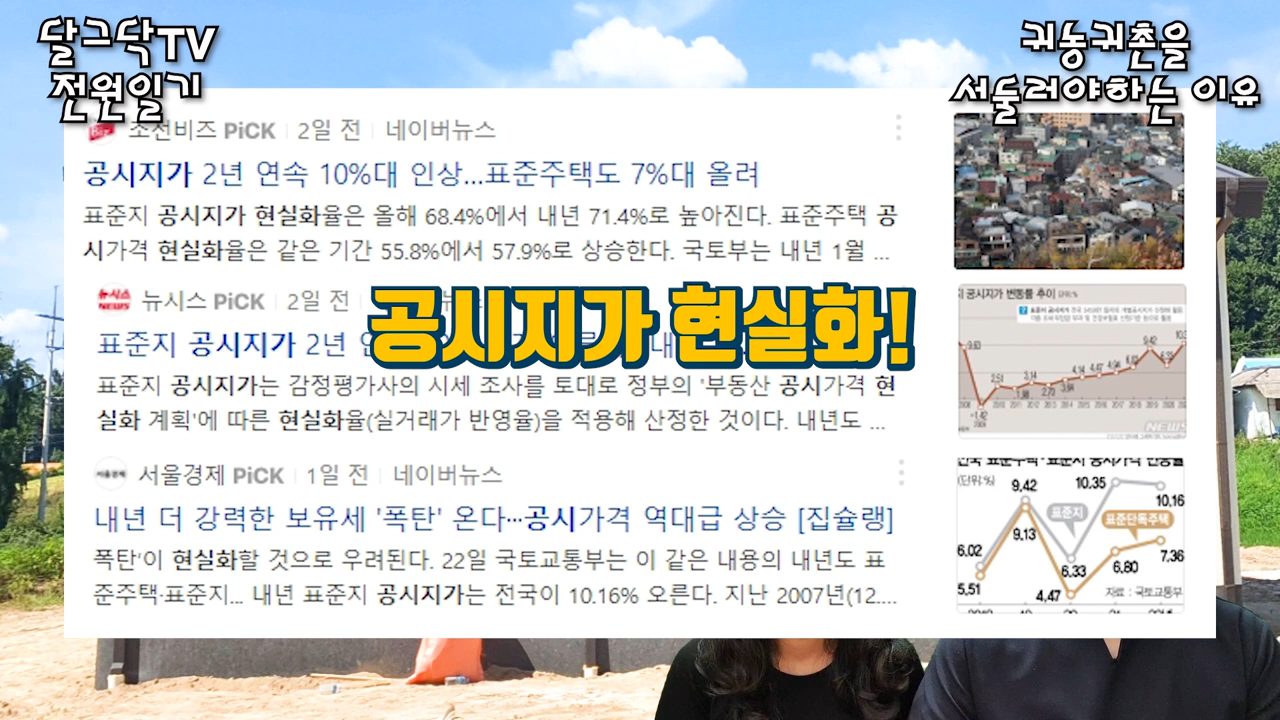 달그닥TV
전원일기
귀농귀촌을
서둘러야하는 이유
조선비즈 PiCK 2일 전 네이버뉴스
공시지가 2년 연속 10%대 인상...표준주택도 7%대 올려
표준지 공시지가 현실화율은 올해 68.4%에서 내년 71.4%로 높아진다. 표준주택 공
시가격 현실화율은 같은 기간 55.8%에서 57.9%로 상승한다. 국토부는 내년 1월 ...
뉴시스 PiCK 2일 전
공시지가 현실화!
표준지 공시지가 2년
표준지 공시지가는 감정평가사의 시세 조사를 토대로 정부의 '부동산 공시가격 현
실화 계획'에 따른 현실화율(실거래가 반영율)을 적용해 산정한 것이다. 내년도 ...
서울경제 PiCK 1일 전 네이버뉴스
내년 더 강력한 보유세 '폭탄' 온다…공시가격 역대급 상승 [집슐랭]
폭탄'이 현실화할 것으로 우려된다. 22일 국토교통부는 이 같은 내용의 내년도 표
준주택·표준지... 내년 표준지 공시지가는 전국이 10.16% 오른다. 지난 2007년(12....
공시지가 변동률 추이
NEWS
(단위:%)
9.42
10.35
10.16
표준지
표준단독주택
6.02
9.13
7.36
5.51
6.33
6.80
4.47
자료 : 국토교통부